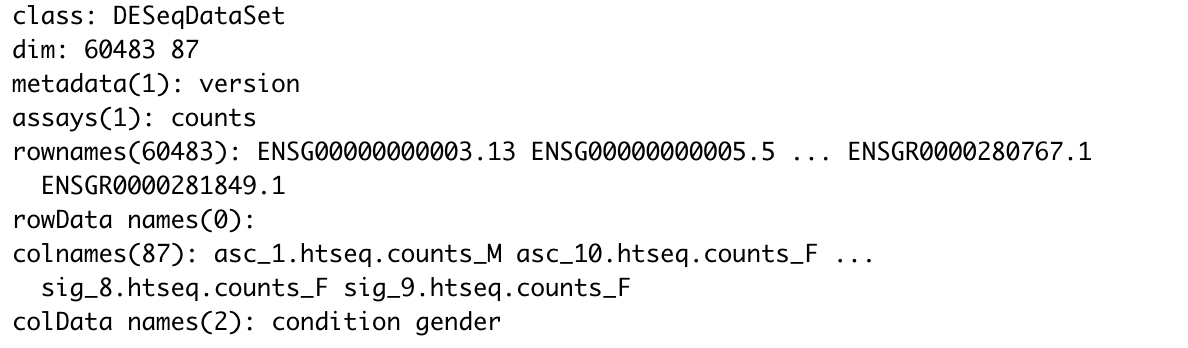 class: DESeqDataSet
dim: 60483 87
metadata(1): version
assays(1): counts
rownames(60483): ENSG00000000003.13 ENSG00000000005.5 ... ENSGR0000280767.1
ENSGR0000281849.1
rowData names(0):
colnames(87): asc_1.htseq.counts_M asc_10.htseq.counts_F ...
sig_8.htseq.counts_F sig_9.htseq.counts_F
colData names(2): condition gender